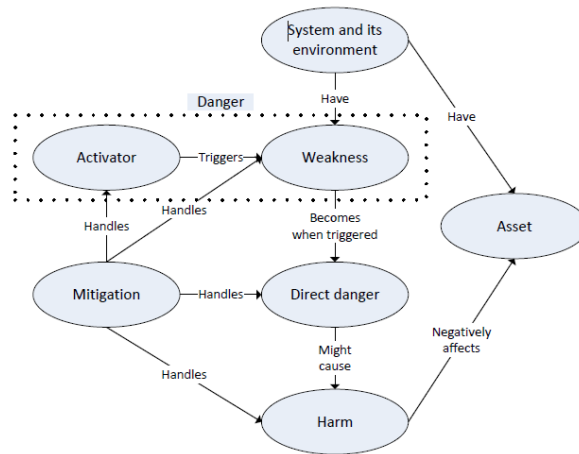 System and its
environment
Have
Danger
Have
Activator
Triggers
Weakness
Handles
Handles
Becomes
when triggered
Asset
Mitigation
Handles
Direct danger
Negatively
affects
Might
cause
Handles
Harm